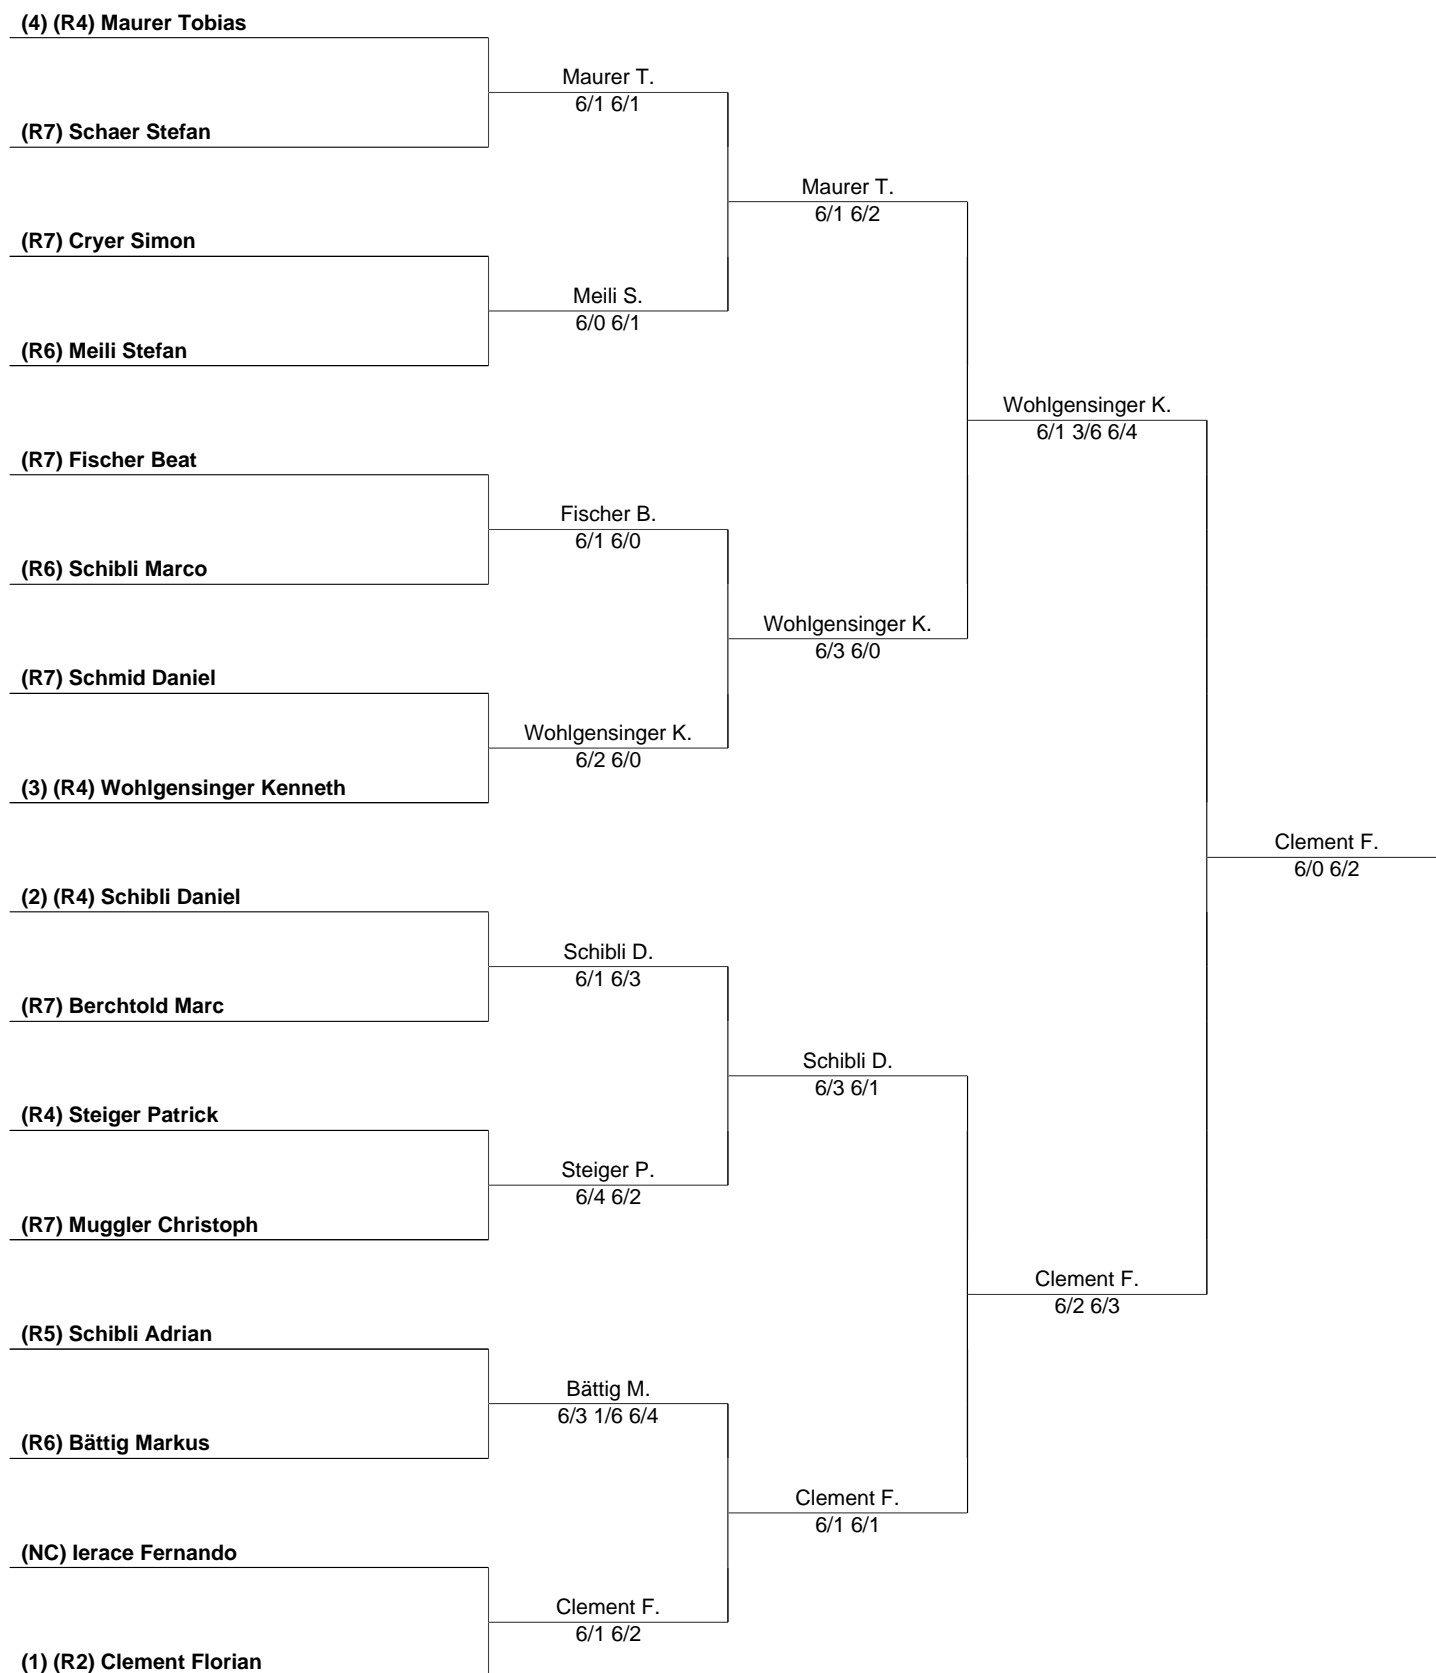 (4) (R4) Maurer Tobias
Maurer T.
6/1 6/1
(R7) Schaer Stefan
Maurer T.
6/1 6/2
(R7) Cryer Simon
Meili S.
6/0 6/1
(R6) Meili Stefan
Wohlgensinger K.
6/1 3/6 6/4
(R7) Fischer Beat
Fischer B.
6/1 6/0
(R6) Schibli Marco
Wohlgensinger K.
6/3 6/0
(R7) Schmid Daniel
Wohlgensinger K.
6/2 6/0
(3) (R4) Wohlgensinger Kenneth
Clement F.
6/0 6/2
(2) (R4) Schibli Daniel
Schibli D.
6/1 6/3
(R7) Berchtold Marc
Schibli D.
6/3 6/1
(R4) Steiger Patrick
Steiger P.
6/4 6/2
(R7) Muggler Christoph
Clement F.
6/2 6/3
(R5) Schibli Adrian
Bättig M.
6/3 1/6 6/4
(R6) Bättig Markus
Clement F.
6/1 6/1
(NC) Ierace Fernando
Clement F.
6/1 6/2
(1) (R2) Clement Florian